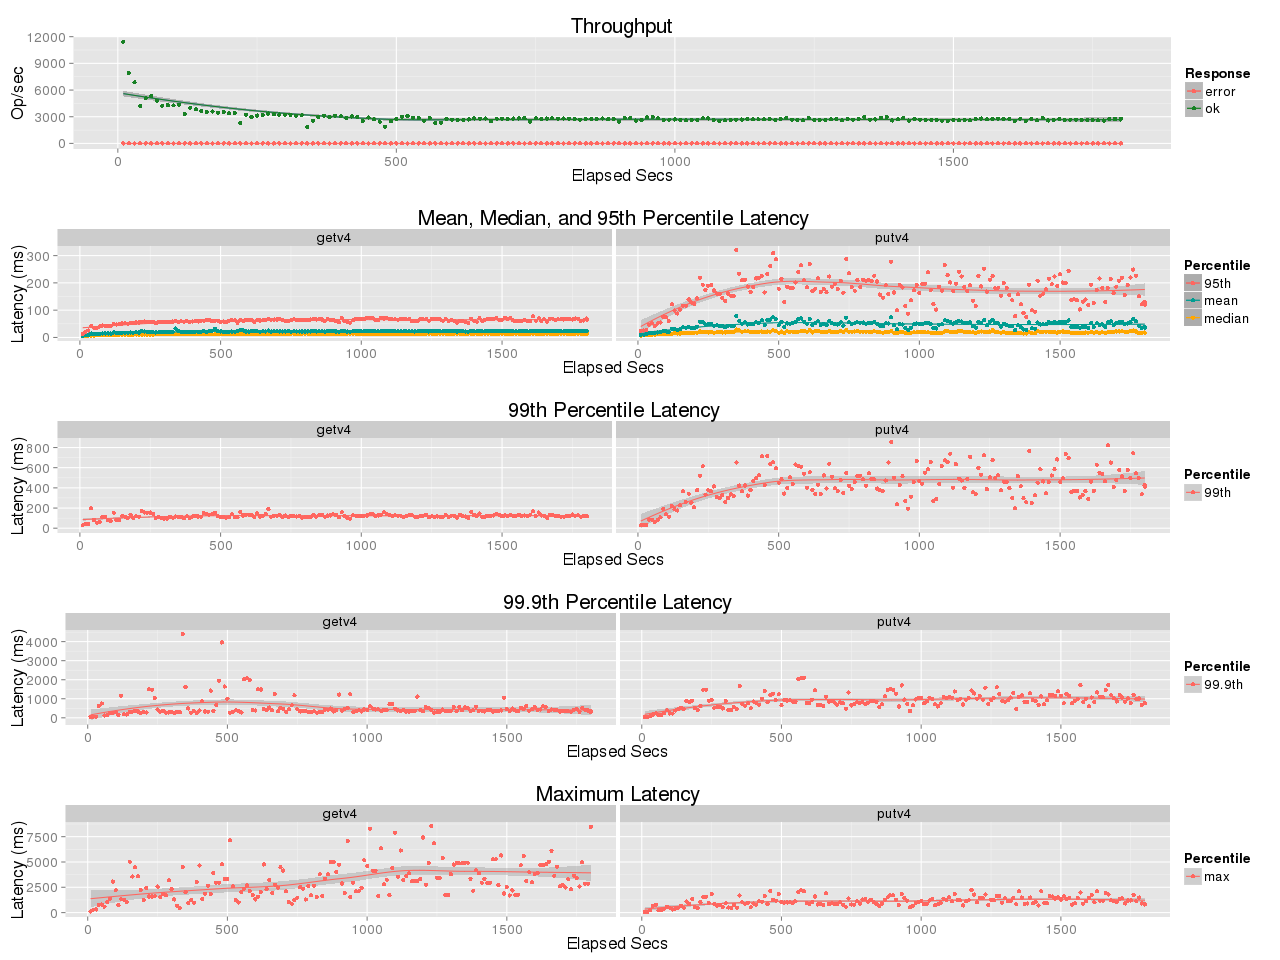 Throughput
12000
9000
6000
3000
0
Op/sec
0 500 1000 1500
Elapsed Secs
Response
error
ok
Mean, Median, and 95th Percentile Latency
getv4 putv4
300
200
100
0
Latency (ms)
0 500 1000 1500 0 500 1000 1500
Elapsed Secs
Percentile
95th
mean
median
99th Percentile Latency
getv4 putv4
800
600
400
200
0
Latency (ms)
0 500 1000 1500 0 500 1000 1500
Elapsed Secs
Percentile
99th
99.9th Percentile Latency
getv4 putv4
4000
3000
2000
1000
0
Latency (ms)
0 500 1000 1500 0 500 1000 1500
Elapsed Secs
Percentile
99.9th
Maximum Latency
getv4 putv4
7500
5000
2500
0
Latency (ms)
0 500 1000 1500 0 500 1000 1500
Elapsed Secs
Percentile
max